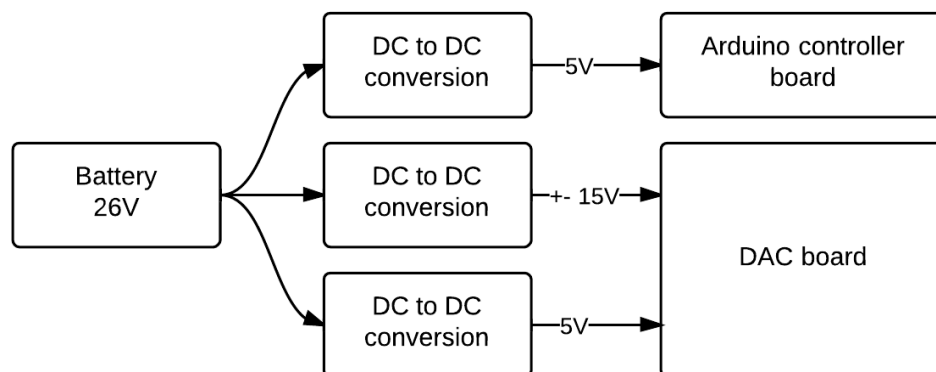 DC to DC
conversion
5V
Arduino controller
board
Battery
26V
DC to DC
conversion
+- 15V
DAC board
DC to DC
conversion
5V